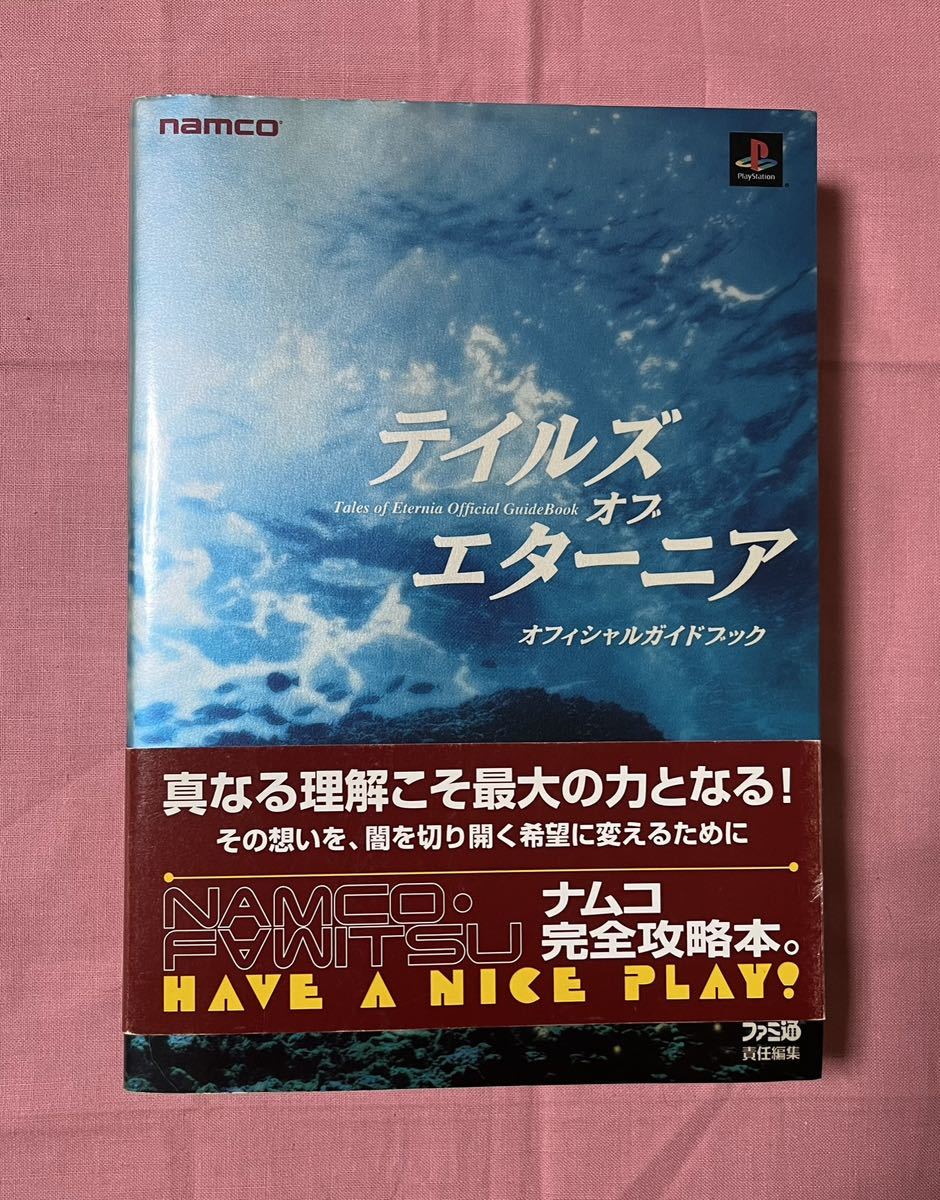 namco
PlayStation
テイルズ
Tales of Eternia Official GuideBook オブ
エターニア
オフィシャルガイドブック
真なる理解こそ最大の力となる!
その想いを、闇を切り開く希望に変えるために
NAMCO・
FAMITSU
ナムコ
完全攻略本。
HAVE A NICE PLAY!
ファミ通
責任編集